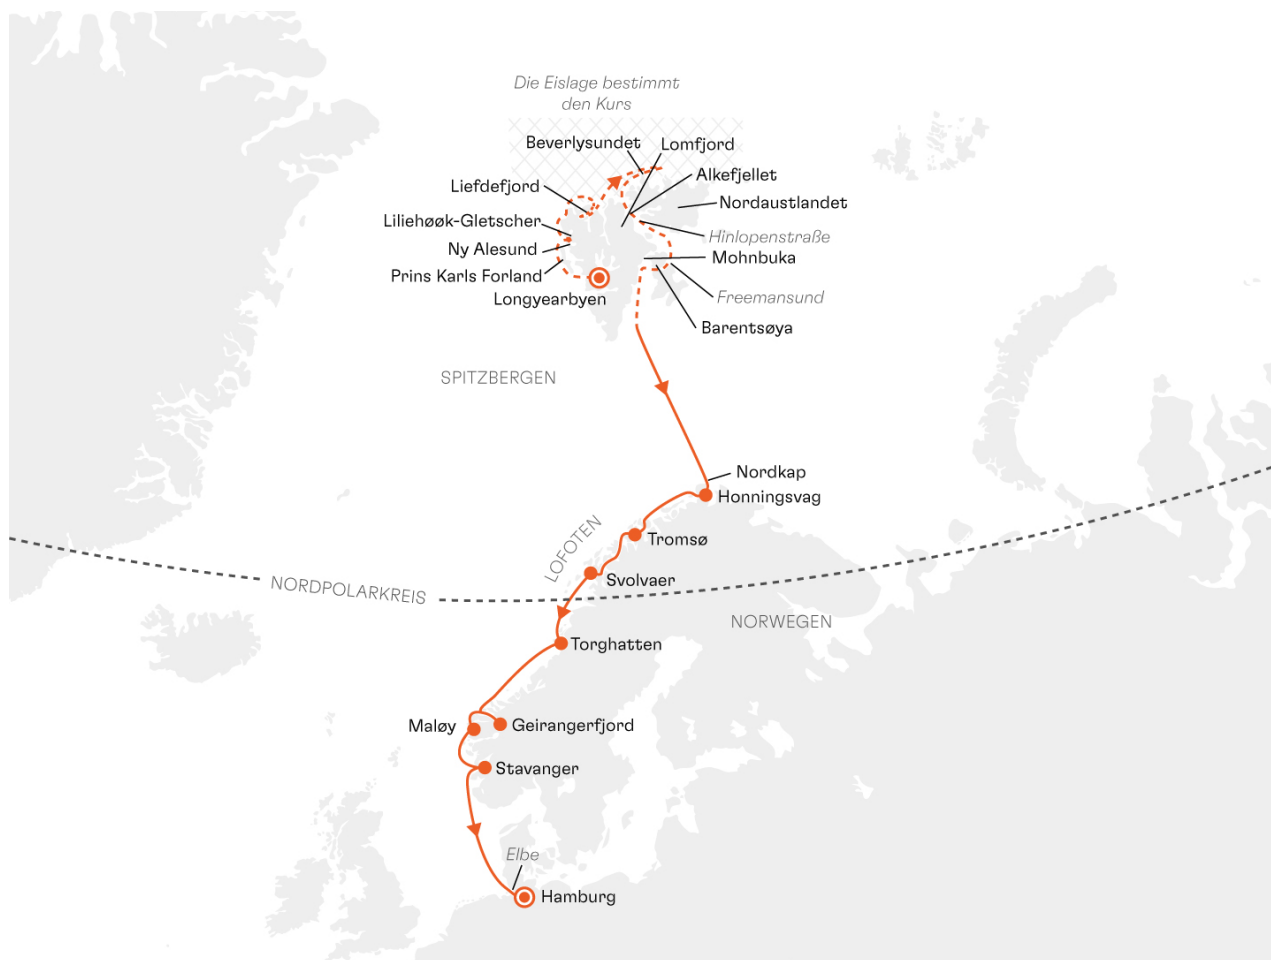 Die Eislage bestimmt
den Kurs
Beverlysundet
Lomfjord
Alkefjellet
Liefdefjord
Nordaustlandet
Liliehøøk-Gletscher
Hinlopenstraße
Ny Alesund
Mohnbuka
Prins Karls Forland
Longyearbyen
Freemansund
Barentsøya
SPITZBERGEN
Nordkap
Honningsvag
LOFOTEN
Tromsø
Svolvaer
NORDPOLARKREIS
NORWEGEN
Torghatten
Maløy
Geirangerfjord
Stavanger
Elbe
Hamburg